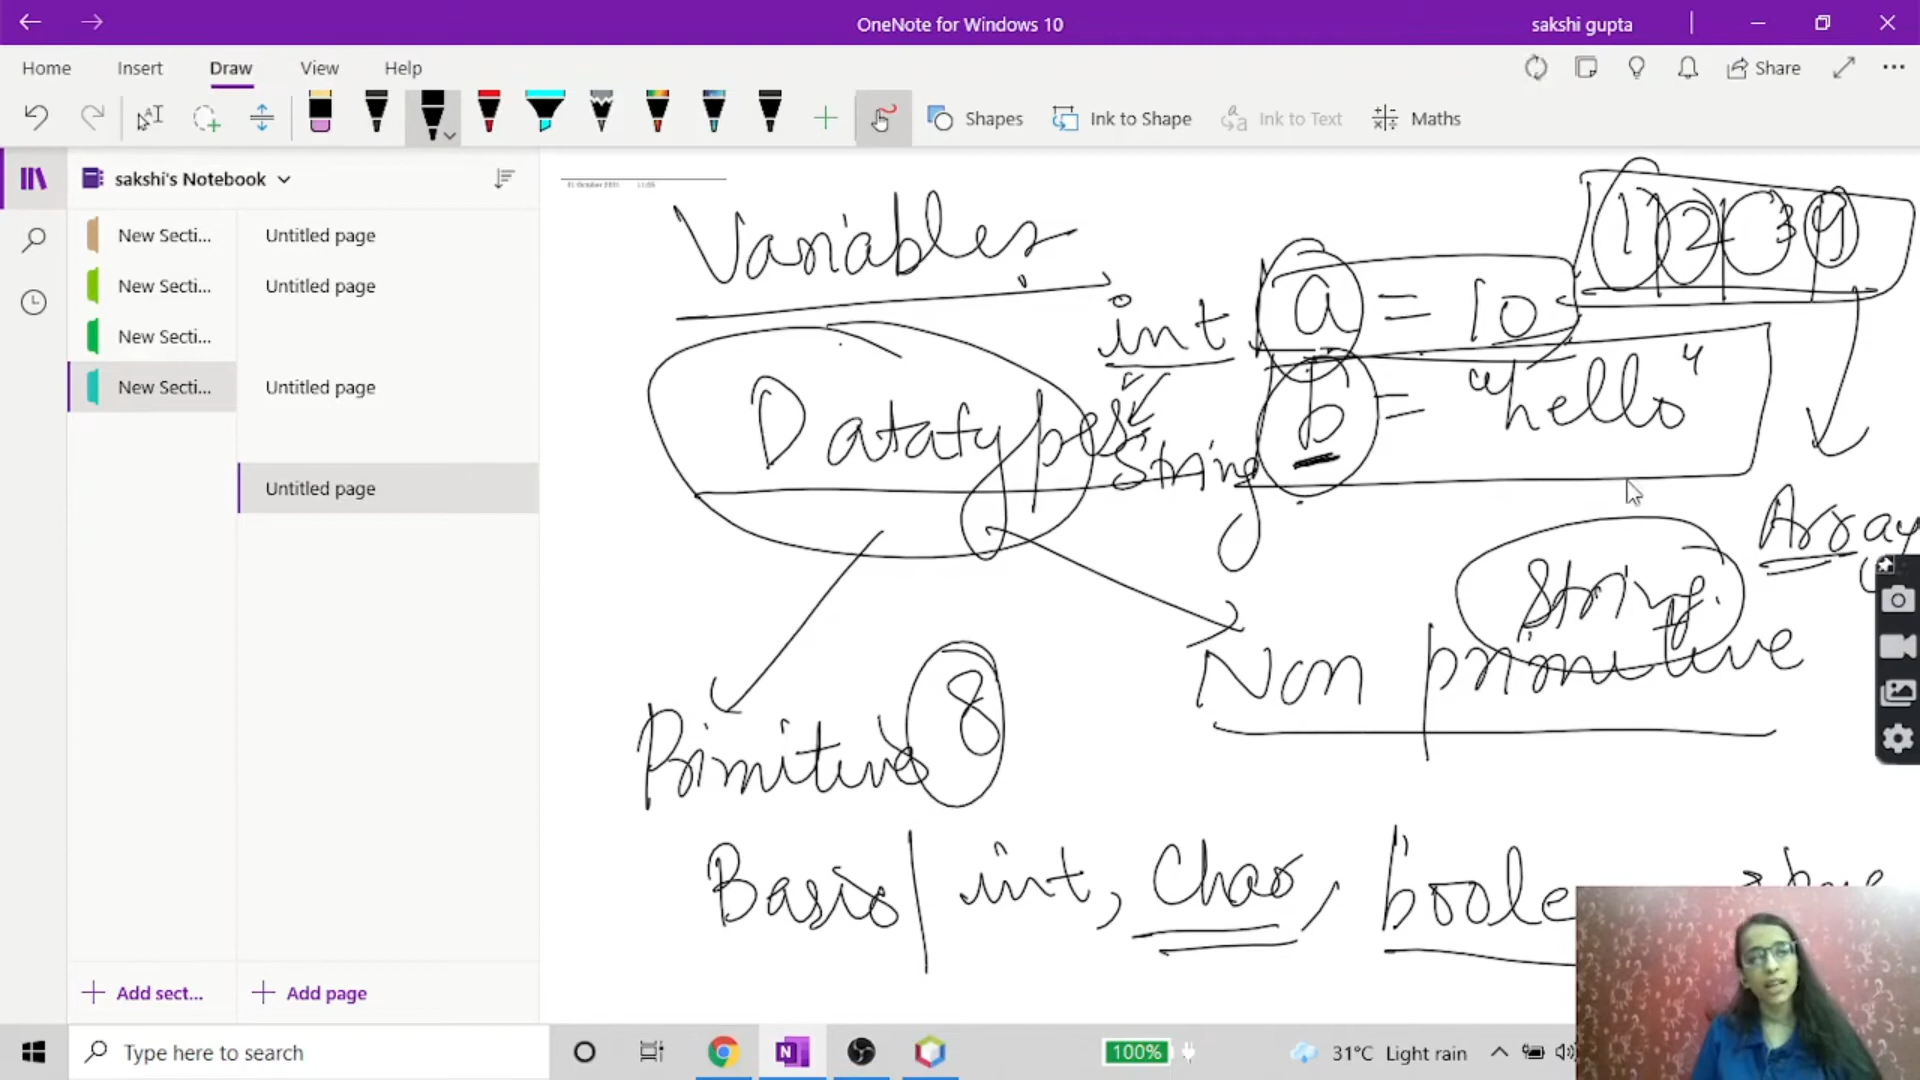 OneNote for Windows 10
sakshi gupta
Home Insert Draw View Help
Share
Shapes Ink to Shape Ink to Text Maths
sakshi's Notebook
New Secti... Untitled page
New Secti... Untitled page
New Secti...
New Secti... Untitled page
Untitled page
Variables
1 2 3 4
int a = 10
Datatypes
String b = "hello"
Array
String
Non primitive
Primitive 8
Basic / int, Char, boole
Add sect... Add page
Type here to search
100%
31°C Light rain